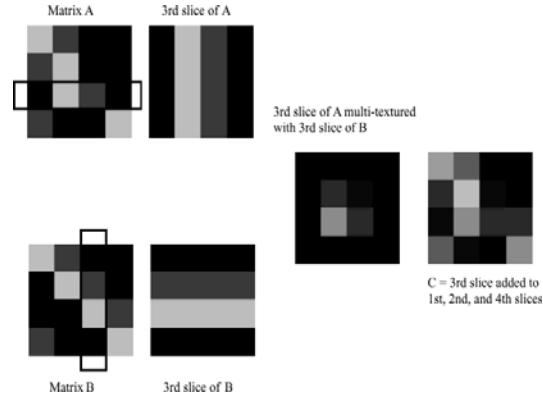 Matrix A
3rd slice of A
3rd slice of A multi-textured
with 3rd slice of B
C = 3rd slice added to
1st, 2nd, and 4th slices
Matrix B
3rd slice of B